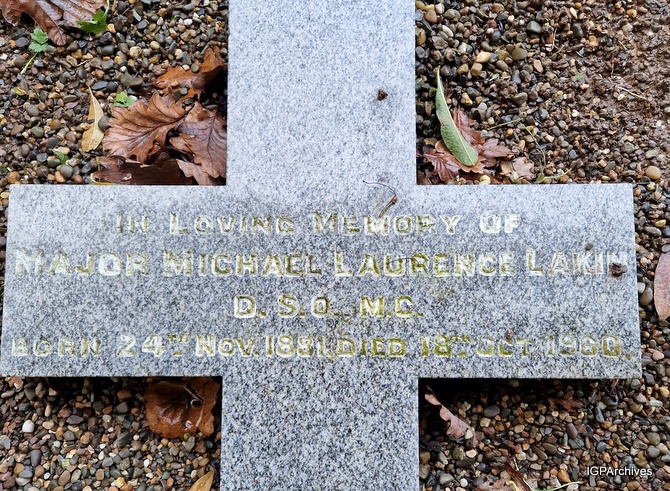 IN LOVING MEMORY OF
MAJOR MICHAEL LAURENCE LAKIN
D.S.O., M.C.
BORN 24TH NOV. 1881, DIED 18TH OCT 1960.
IGPArchives